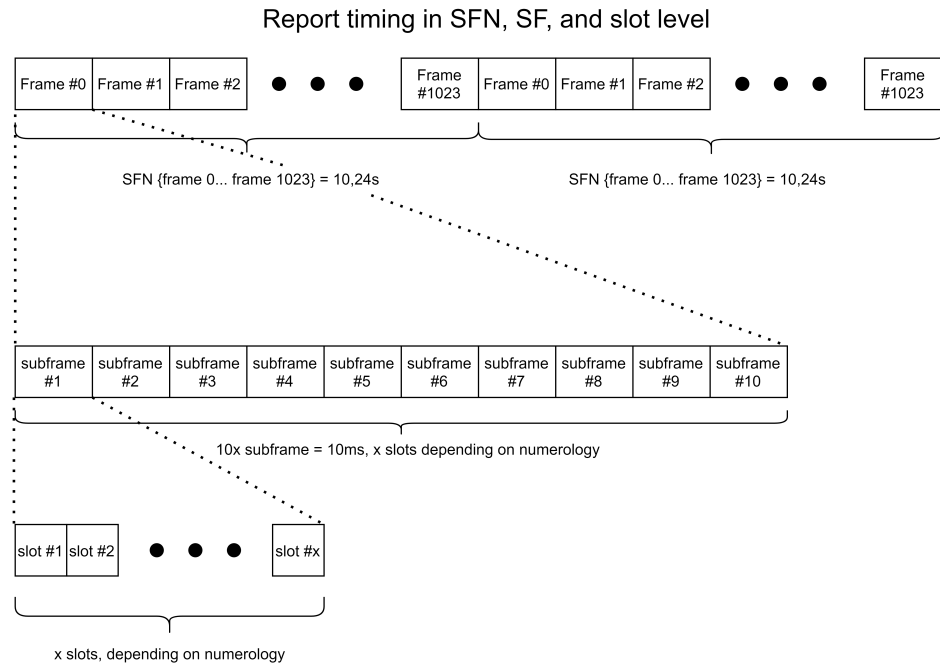 Report timing in SFN, SF, and slot level
Frame #0 Frame #1 Frame #2 Frame Frame #0 Frame #1 Frame #2 Frame
#1023 #1023
SFN {frame 0... frame 1023} = 10,24s SFN {frame 0... frame 1023} = 10,24s
subframe subframe subframe subframe subframe subframe subframe subframe subframe subframe
#1 #2 #3 #4 #5 #6 #7 #8 #9 #10
10x subframe = 10ms, x slots depending on numerology
slot #1 slot #2 slot #x
x slots, depending on numerology